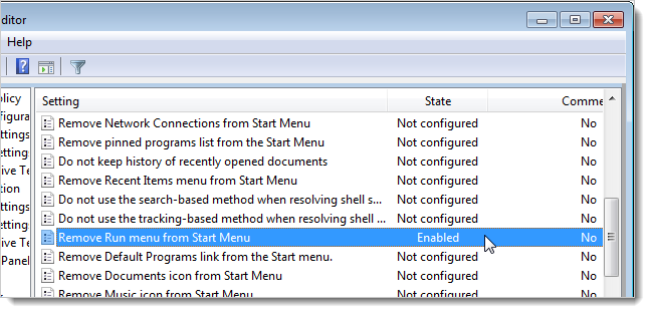 ditor
Help
Setting State Comme
Remove Network Connections from Start Menu Not configured No
Remove pinned programs list from the Start Menu Not configured No
Do not keep history of recently opened documents Not configured No
Remove Recent Items menu from Start Menu Not configured No
Do not use the search-based method when resolving shell s... Not configured No
Do not use the tracking-based method when resolving shell ... Not configured No
Remove Run menu from Start Menu Enabled No
Remove Default Programs link from the Start menu. Not configured No
Remove Documents icon from Start Menu Not configured No
Remove Music icon from Start Menu Not configured No
licy
figura
ttings
etting
ive Te
tion
ttings
etting
ive Te
Panel